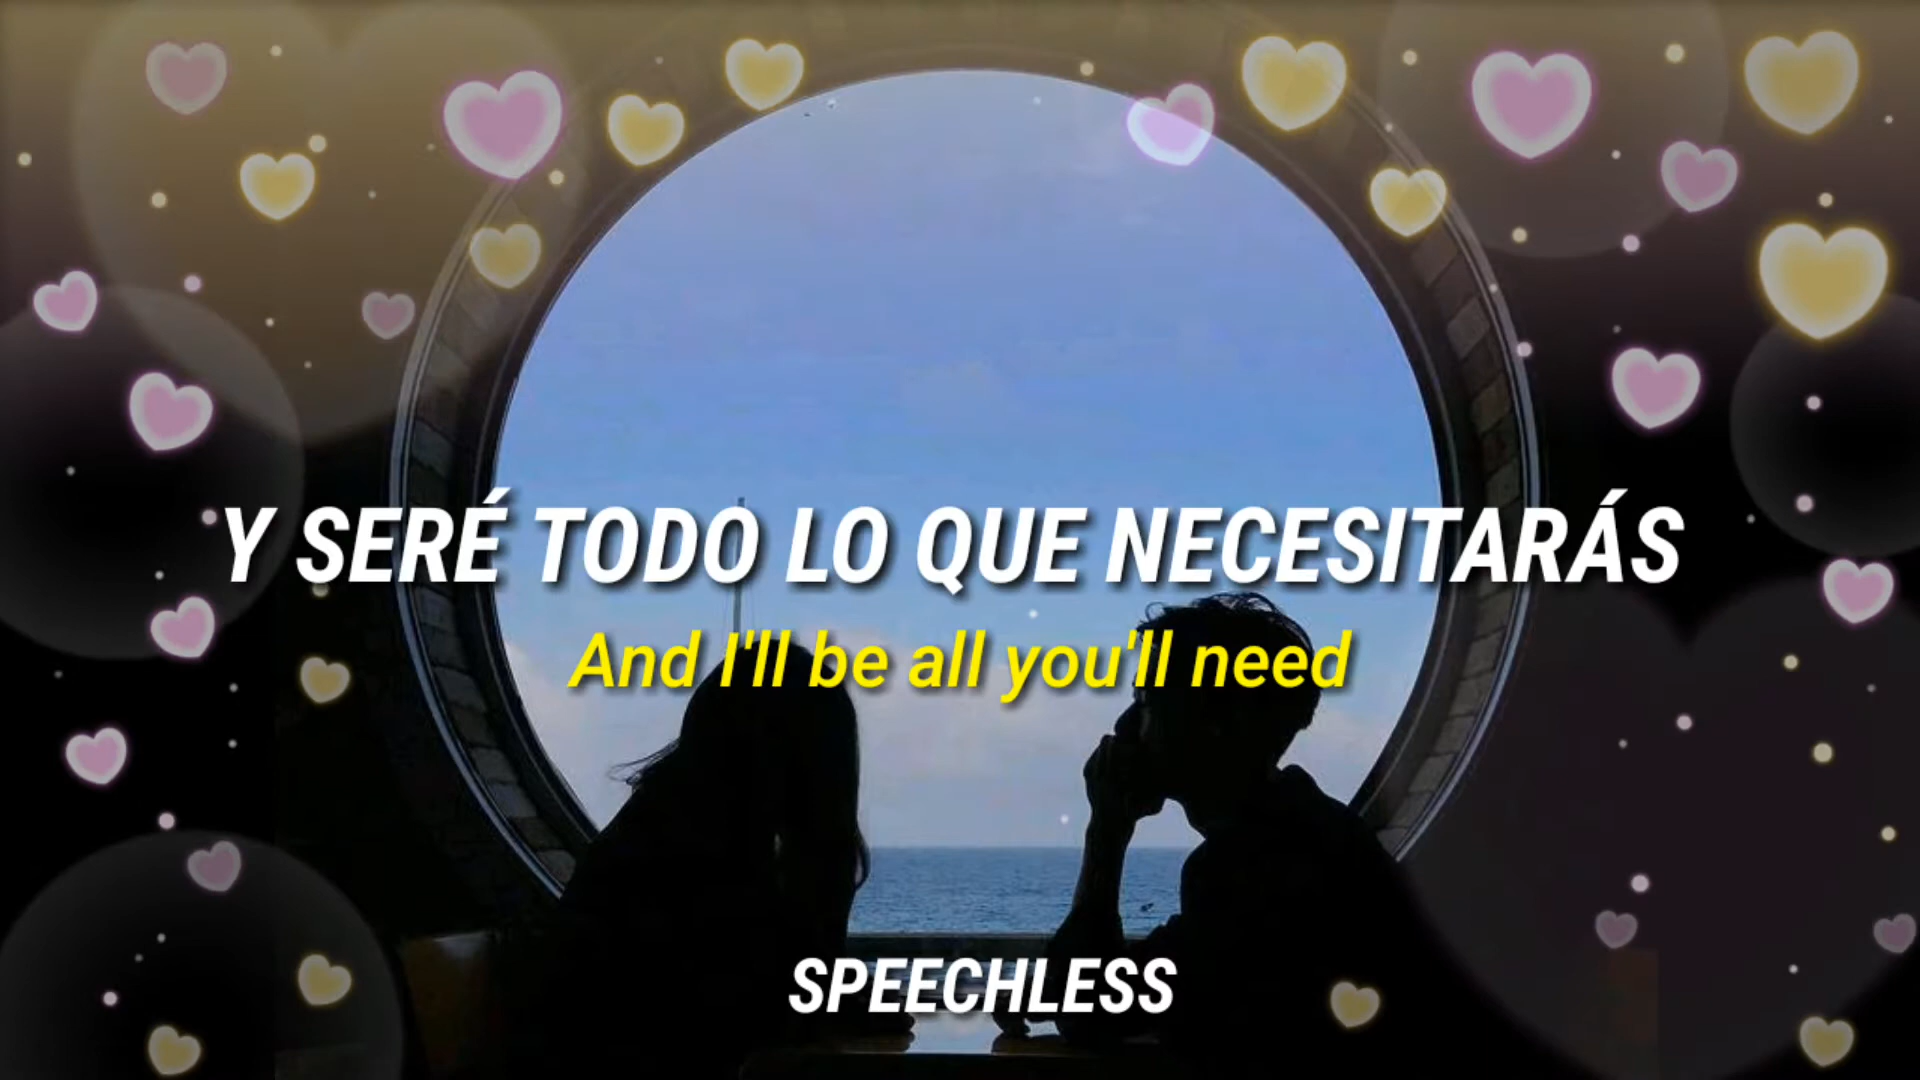 Y SERÉ TODO LO QUE NECESITARÁS
And I'll be all you'll need
SPEECHLESS